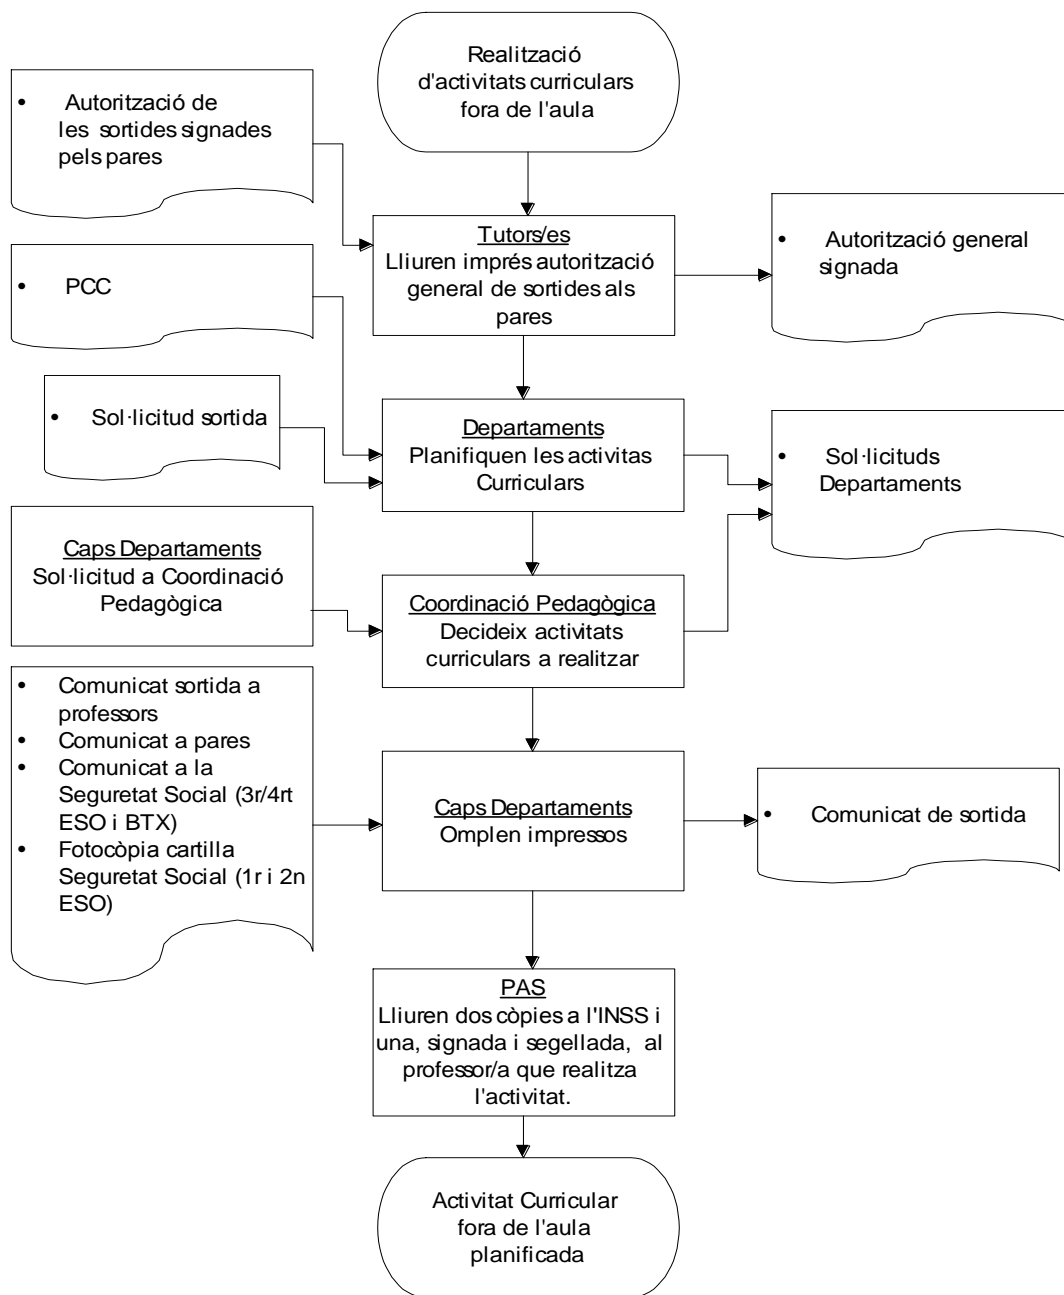 Realització
d'activitats curriculars
fora de l'aula
• Autorització de
les sortides signades
pels pares
Tutors/es
Lliuren imprés autorització
general de sortides als
pares
• Autorització general
signada
• PCC
• Sol·licitud sortida
Departaments
Planifiquen les activitas
Curriculars
• Sol·licituds
Departaments
Caps Departaments
Sol·licitud a Coordinació
Pedagògica
Coordinació Pedagògica
Decideix activitats
curriculars a realitzar
• Comunicat sortida a
professors
• Comunicat a pares
• Comunicat a la
Seguretat Social (3r/4rt
ESO i BTX)
• Fotocòpia cartilla
Seguretat Social (1r i 2n
ESO)
Caps Departaments
Omplen impressos
• Comunicat de sortida
PAS
Lliuren dos còpies a l'INSS i
una, signada i segellada, al
professor/a que realitza
l'activitat.
Activitat Curricular
fora de l'aula
planificada